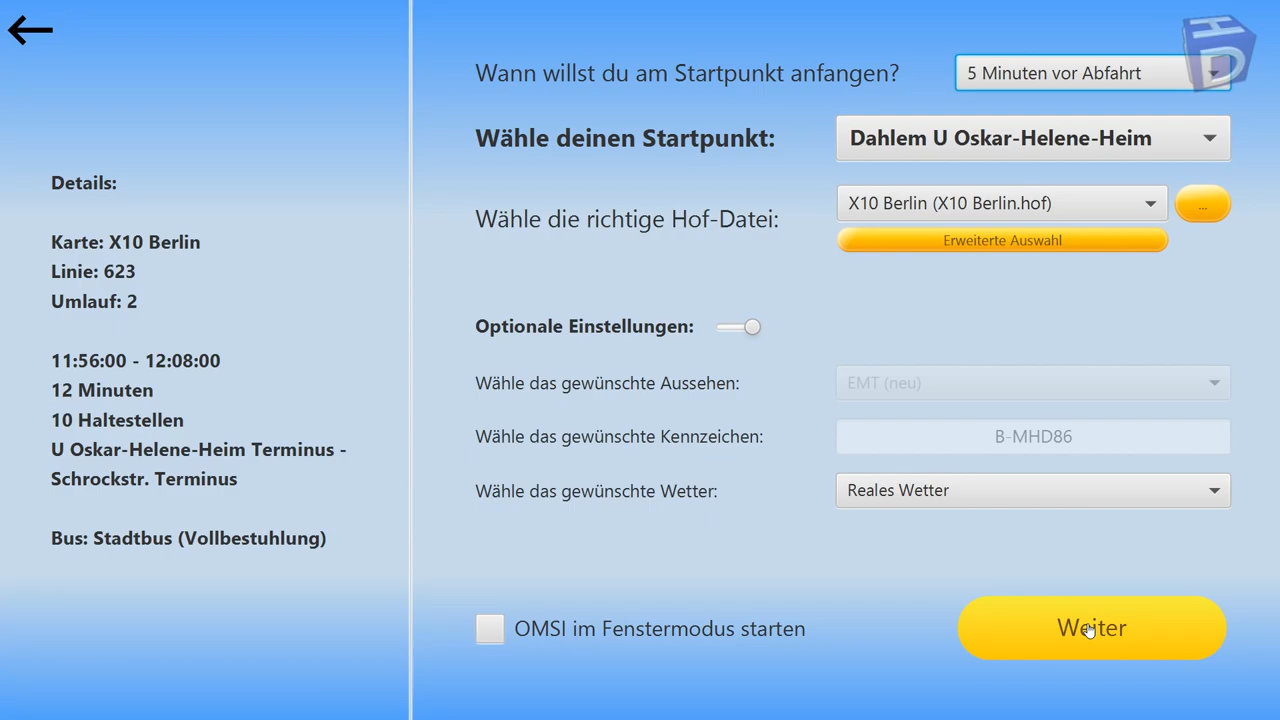 Wann willst du am Startpunkt anfangen?
5 Minuten vor Abfahrt
HD
Wähle deinen Startpunkt:
Dahlem U Oskar-Helene-Heim
Wähle die richtige Hof-Datei:
X10 Berlin (X10 Berlin.hof)
...
Erweiterte Auswahl
Details:
Karte: X10 Berlin
Linie: 623
Umlauf: 2
11:56:00 - 12:08:00
12 Minuten
10 Haltestellen
U Oskar-Helene-Heim Terminus -
Schrockstr. Terminus
Bus: Stadtbus (Vollbestuhlung)
Optionale Einstellungen:
Wähle das gewünschte Aussehen:
EMT (neu)
Wähle das gewünschte Kennzeichen:
B-MHD86
Wähle das gewünschte Wetter:
Reales Wetter
OMSI im Fenstermodus starten
Weiter